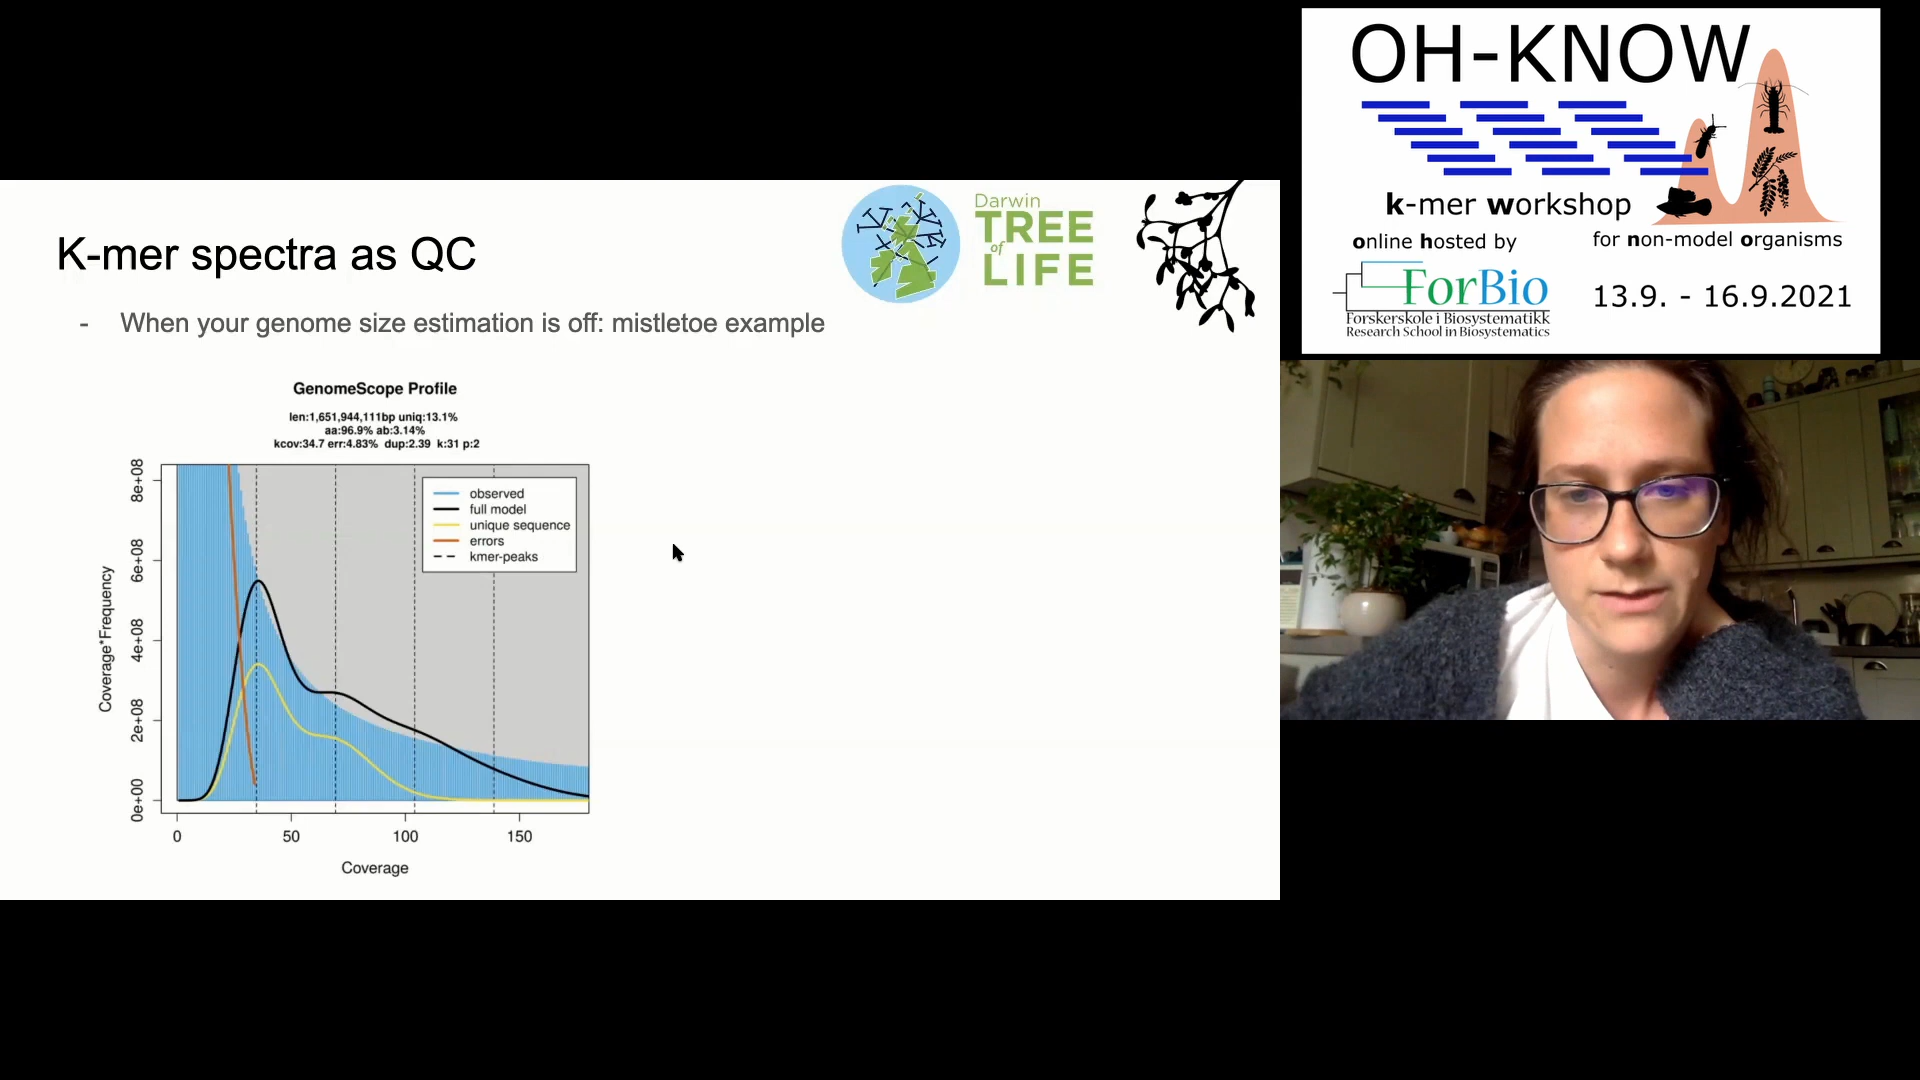 K-mer spectra as QC
- When your genome size estimation is off: mistletoe example
Darwin
TREE
of
LIFE
GenomeScope Profile
len:1,651,944,111bp uniq:13.1%
aa:96.9% ab:3.14%
kcov:34.7 err:4.83% dup:2.39 k:31 p:2
observed
full model
unique sequence
errors
kmer-peaks
Coverage*Frequency
8e+08
6e+08
4e+08
2e+08
0e+00
0 50 100 150
Coverage
OH-KNOW
k-mer workshop
online hosted by
for non-model organisms
ForBio
Forskerskole i Biosystematikk
Research School in Biosystematics
13.9. - 16.9.2021